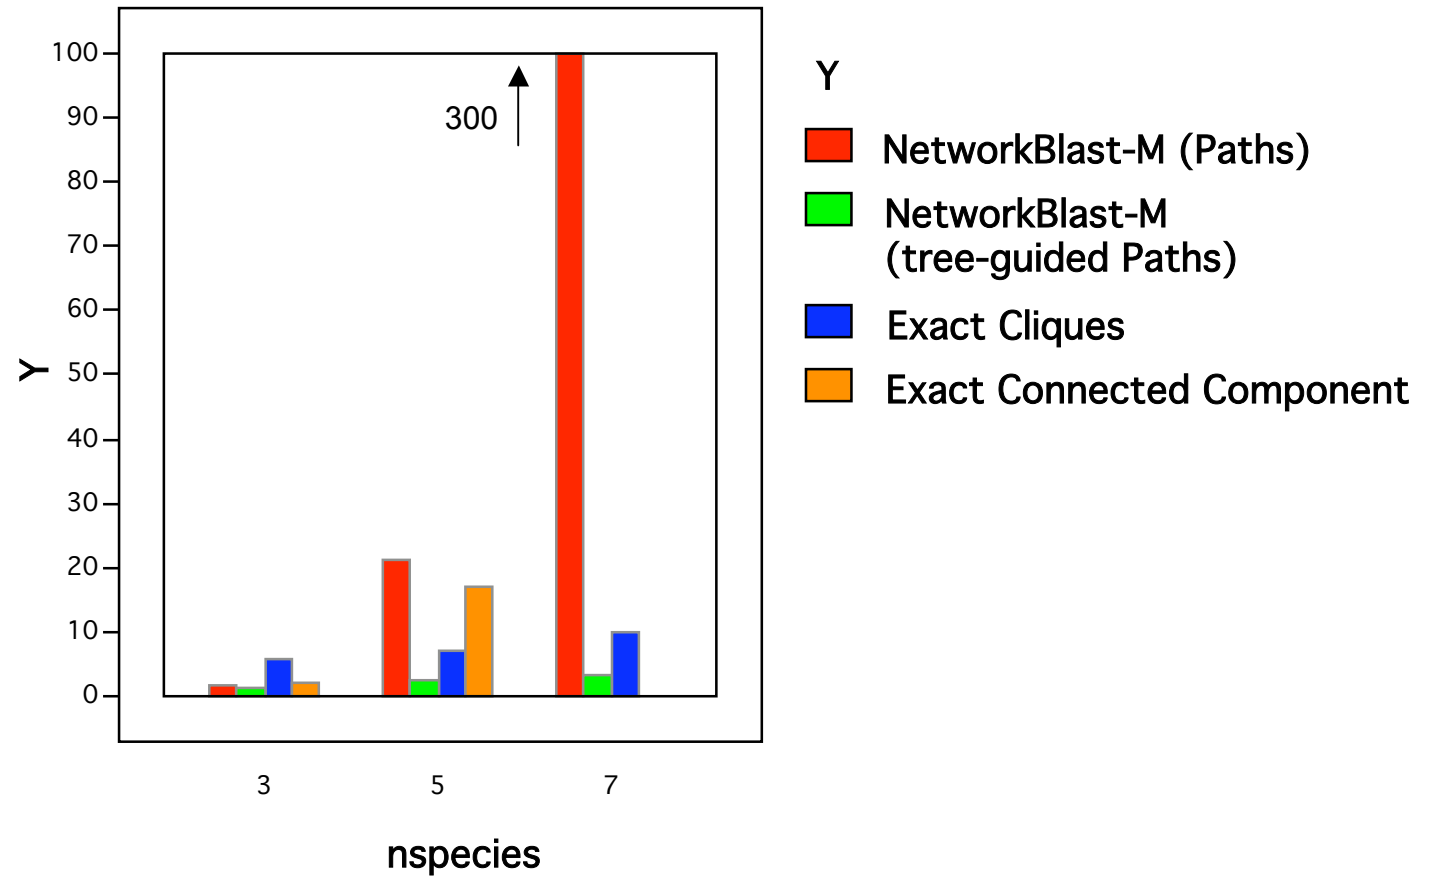 Y
100
90
80
70
60
50
40
30
20
10
0
300
3 5 7
nspecies
Y
NetworkBlast-M (Paths)
NetworkBlast-M
(tree-guided Paths)
Exact Cliques
Exact Connected Component